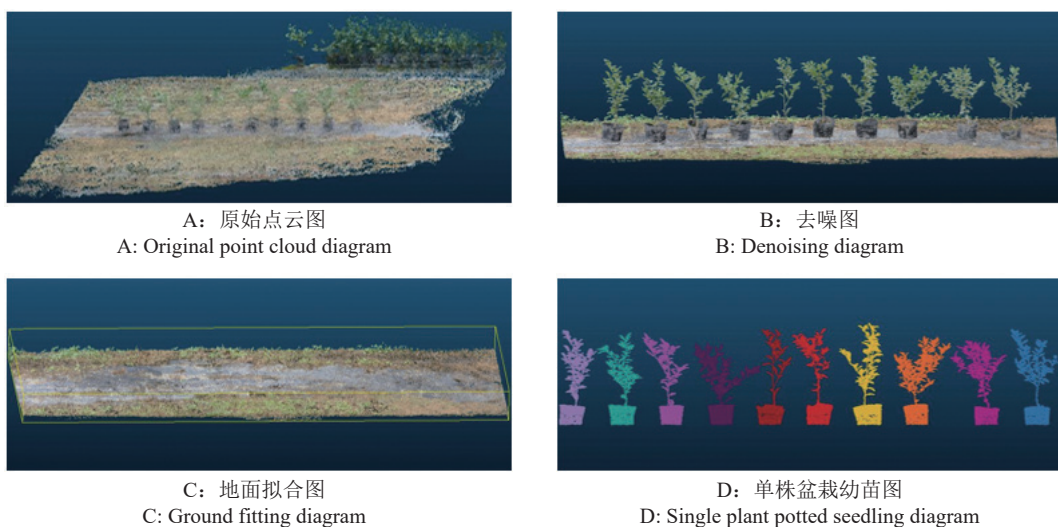 A：原始点云图
A: Original point cloud diagram
B：去噪图
B: Denoising diagram
C：地面拟合图
C: Ground fitting diagram
D：单株盆栽幼苗图
D: Single plant potted seedling diagram